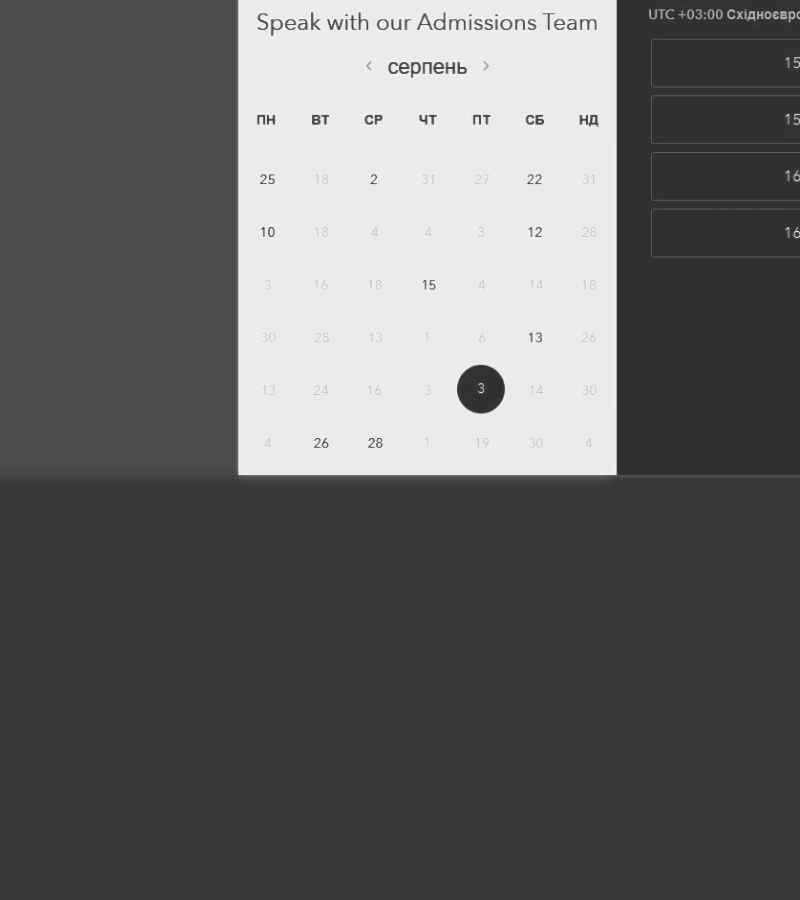 Speak with our Admissions Team
‹ серпень ›
ПН ВТ СР ЧТ ПТ СБ НД
25 18 2 31 27 22 31
10 18 4 4 3 12 28
3 16 18 15 4 14 18
30 28 13 1 6 13 26
13 24 16 3 3 14 30
4 26 28 1 19 30 4
UTC +03:00 Східноєвро
15
15
16
16